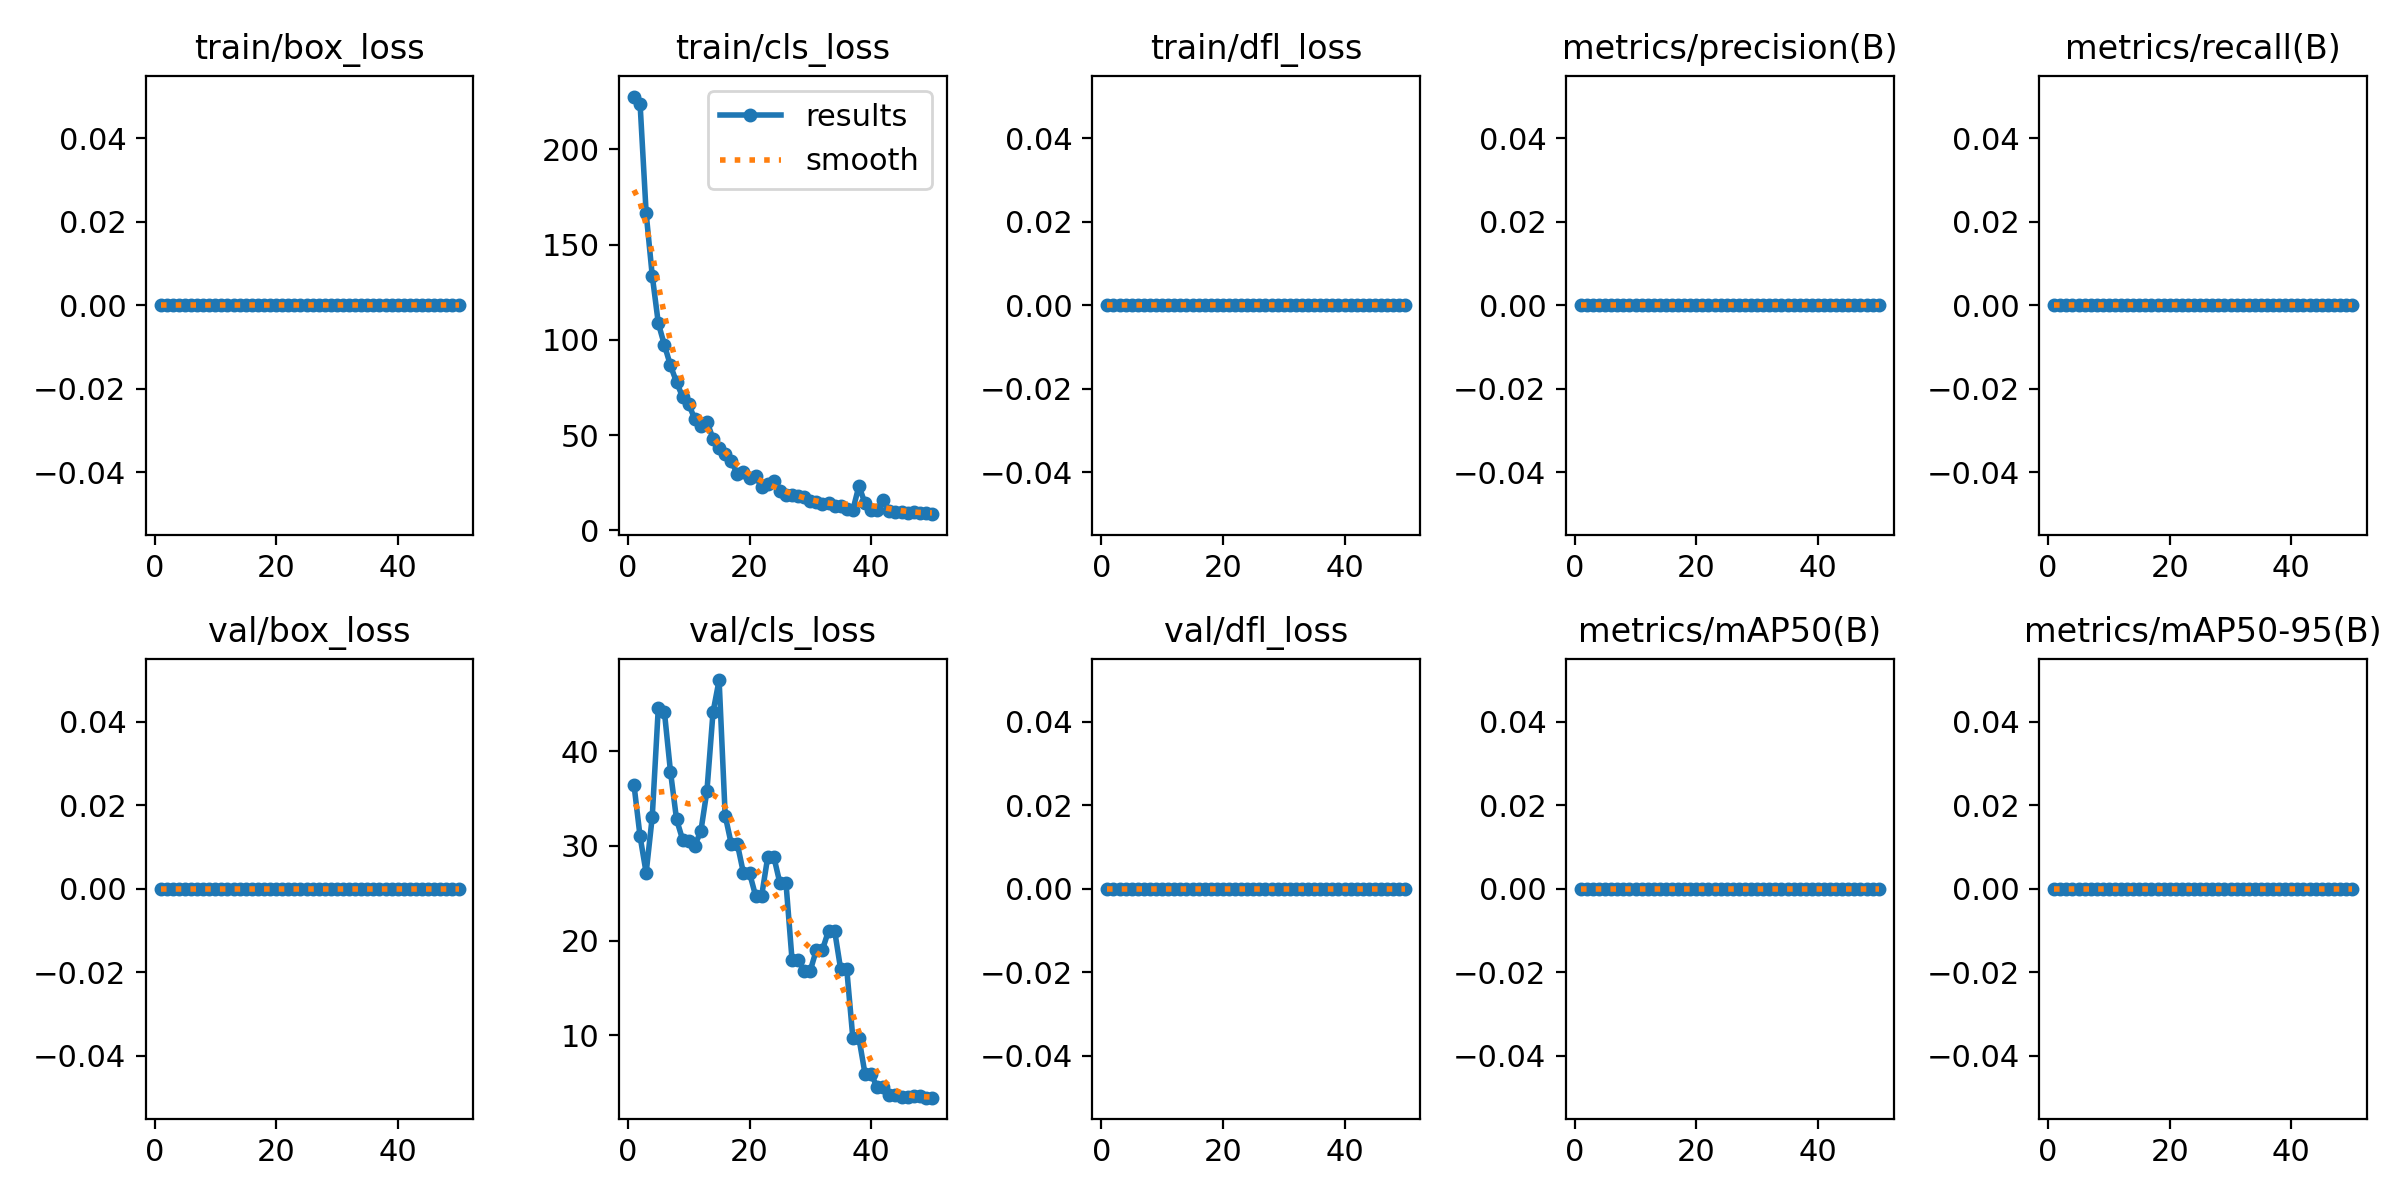 train/box_loss
train/cls_loss
train/dfl_loss
metrics/precision(B)
metrics/recall(B)
0.04
0.02
0.00
−0.02
−0.04
0 20 40
200
150
100
50
0
results
smooth
0 20 40
0.04
0.02
0.00
−0.02
−0.04
0 20 40
0.04
0.02
0.00
−0.02
−0.04
0 20 40
0.04
0.02
0.00
−0.02
−0.04
0 20 40
val/box_loss
val/cls_loss
val/dfl_loss
metrics/mAP50(B)
metrics/mAP50-95(B)
0.04
0.02
0.00
−0.02
−0.04
0 20 40
40
30
20
10
0 20 40
0.04
0.02
0.00
−0.02
−0.04
0 20 40
0.04
0.02
0.00
−0.02
−0.04
0 20 40
0.04
0.02
0.00
−0.02
−0.04
0 20 40